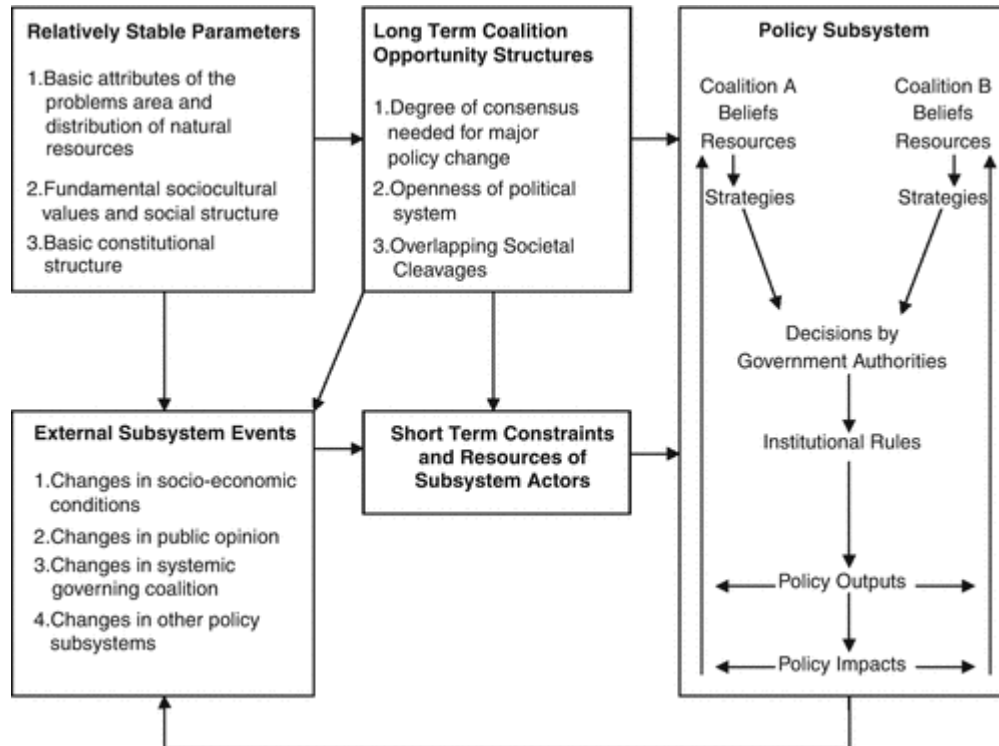 Relatively Stable Parameters
1.Basic attributes of the
problems area and
distribution of natural
resources
2.Fundamental sociocultural
values and social structure
3.Basic constitutional
structure
Long Term Coalition
Opportunity Structures
1.Degree of consensus
needed for major
policy change
2.Openness of political
system
3.Overlapping Societal
Cleavages
External Subsystem Events
1.Changes in socio-economic
conditions
2.Changes in public opinion
3.Changes in systemic
governing coalition
4.Changes in other policy
subsystems
Short Term Constraints
and Resources of
Subsystem Actors
Policy Subsystem
Coalition A
Beliefs
Resources
Strategies
Coalition B
Beliefs
Resources
Strategies
Decisions by
Government Authorities
Institutional Rules
Policy Outputs
Policy Impacts